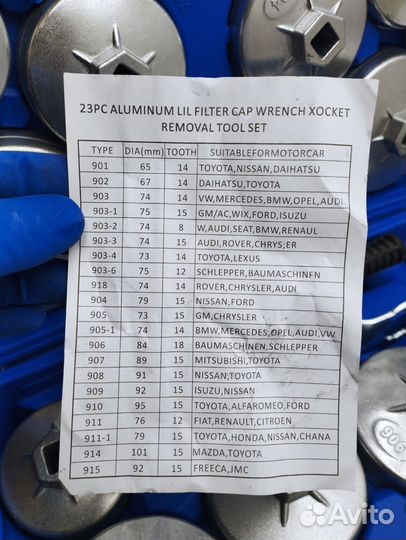 23PC ALUMINUM LIL FILTER CAP WRENCH XOCKET
REMOVAL TOOL SET
TYPE DIA(mm) TOOTH SUITABLEFORMOTORCAR
901 65 14 TOYOTA,NISSAN,DAIHATSU
902 67 14 DAIHATSU,TOYOTA
903 74 14 VW,MERCEDES,BMW,OPEL,AUDI
903-1 75 15 GM/AC,WIX,FORD,ISUZU
903-2 74 8 W,AUDI,SEAT,BMW,RENAUL
903-3 74 15 AUDI,ROVER,CHRYS;ER
903-4 73 14 TOYOTA,LEXUS
903-6 75 12 SCHLEPPER,BAUMASCHINEFN
918 74 14 ROVER,CHRYSLER,AUDI
904 79 15 NISSAN,FORD
905 73 15 GM,CHRYSLER
905-1 74 14 BMW,MERCEDES,OPEL,AUDI,VW
906 84 18 BAUMASCHINEN,SCHLEPPER
907 89 15 MITSUBISHI,TOYOTA
908 91 15 NISSAN,TOYOTA
909 92 15 ISUZU,NISSAN
910 95 15 TOYOTA,ALFAROMEO,FORD
911 76 12 FIAT,RENAULT,CITROEN
911-1 79 15 TOYOTA,HONDA,NISSAN,CHANA
914 101 15 MAZDA,TOYOTA
915 92 15 FREECA,JMC
906
Avito